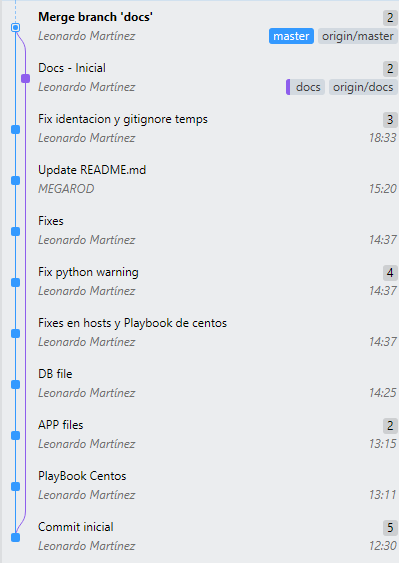 Merge branch 'docs' 2
Leonardo Martínez master origin/master
Docs - Inicial 2
Leonardo Martínez docs origin/docs
Fix identacion y gitignore temps 3
Leonardo Martínez 18:33
Update README.md
MEGAROD 15:20
Fixes
Leonardo Martínez 14:37
Fix python warning 4
Leonardo Martínez 14:37
Fixes en hosts y Playbook de centos
Leonardo Martínez 14:37
DB file
Leonardo Martínez 14:25
APP files 2
Leonardo Martínez 13:15
PlayBook Centos
Leonardo Martínez 13:11
Commit inicial 5
Leonardo Martínez 12:30